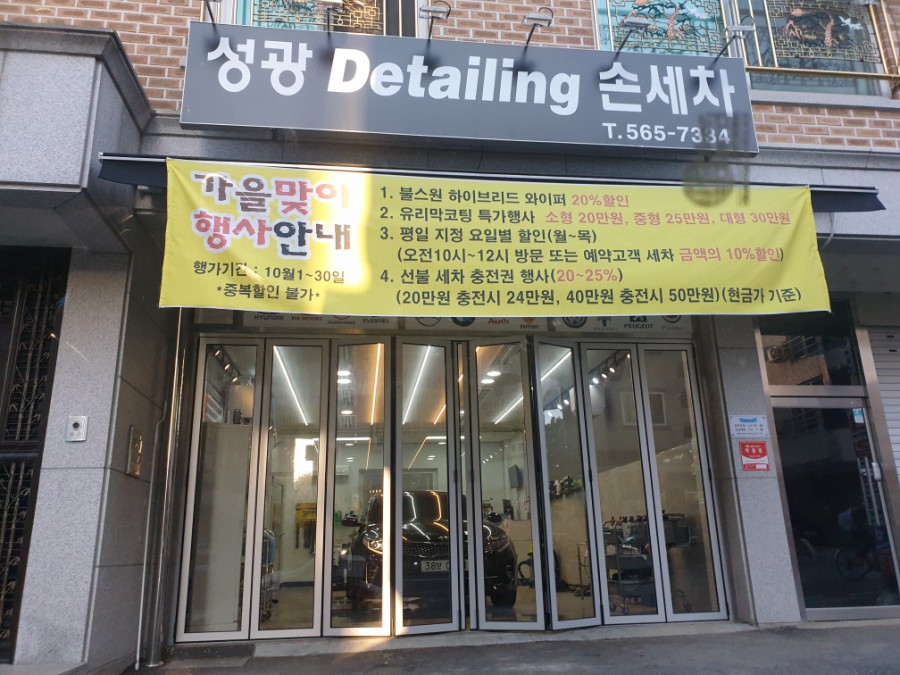 성광 Detailing 손세차
T.565-7334
가을맞이
행사안내
행가기간 : 10월1~30일
*중복할인 불가*
1. 불스원 하이브리드 와이퍼 20%할인
2. 유리막코팅 특가행사 소형 20만원, 중형 25만원, 대형 30만원
3. 평일 지정 요일별 할인(월~목)
(오전10시~12시 방문 또는 예약고객 세차 금액의 10%할인)
4. 선불 세차 충전권 행사(20~25%)
(20만원 충전시 24만원, 40만원 충전시 50만원)(현금가 기준)
HYUNDAI
Audi
PEUGEOT